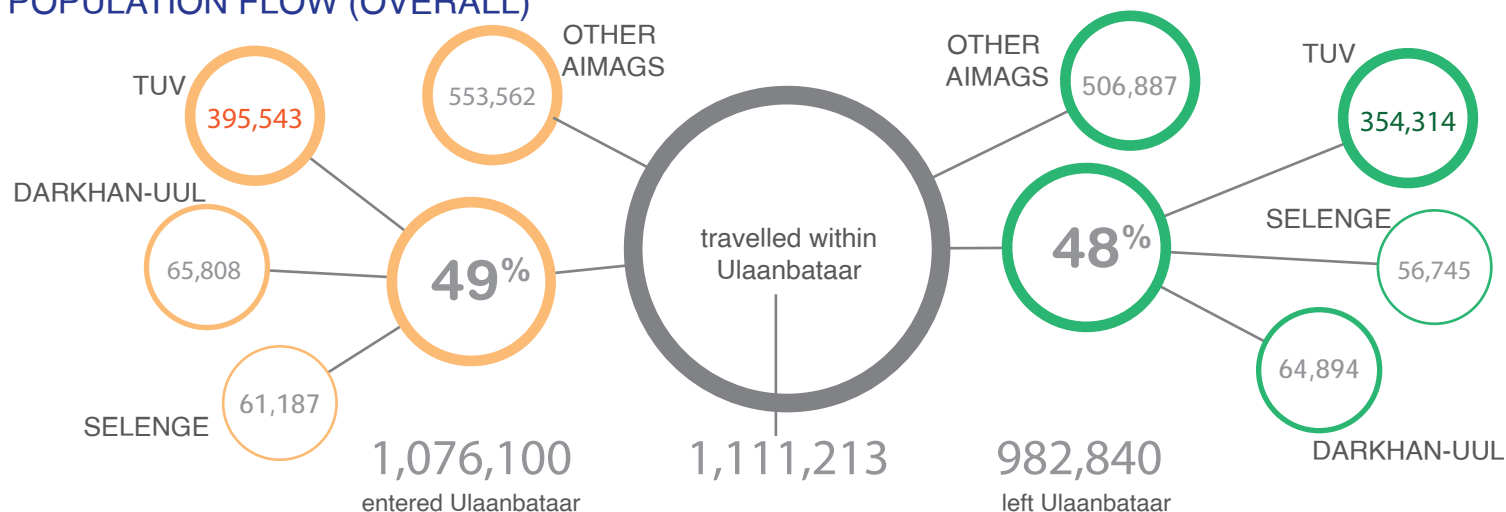 POPULATION FLOW (OVERALL)
TUV
395,543
DARKHAN-UUL
65,808
61,187
SELENGE
49%
OTHER
AIMAGS
553,562
travelled within
Ulaanbataar
OTHER
AIMAGS
506,887
48%
TUV
354,314
SELENGE
56,745
64,894
DARKHAN-UUL
1,076,100
entered Ulaanbataar
1,111,213
982,840
left Ulaanbataar